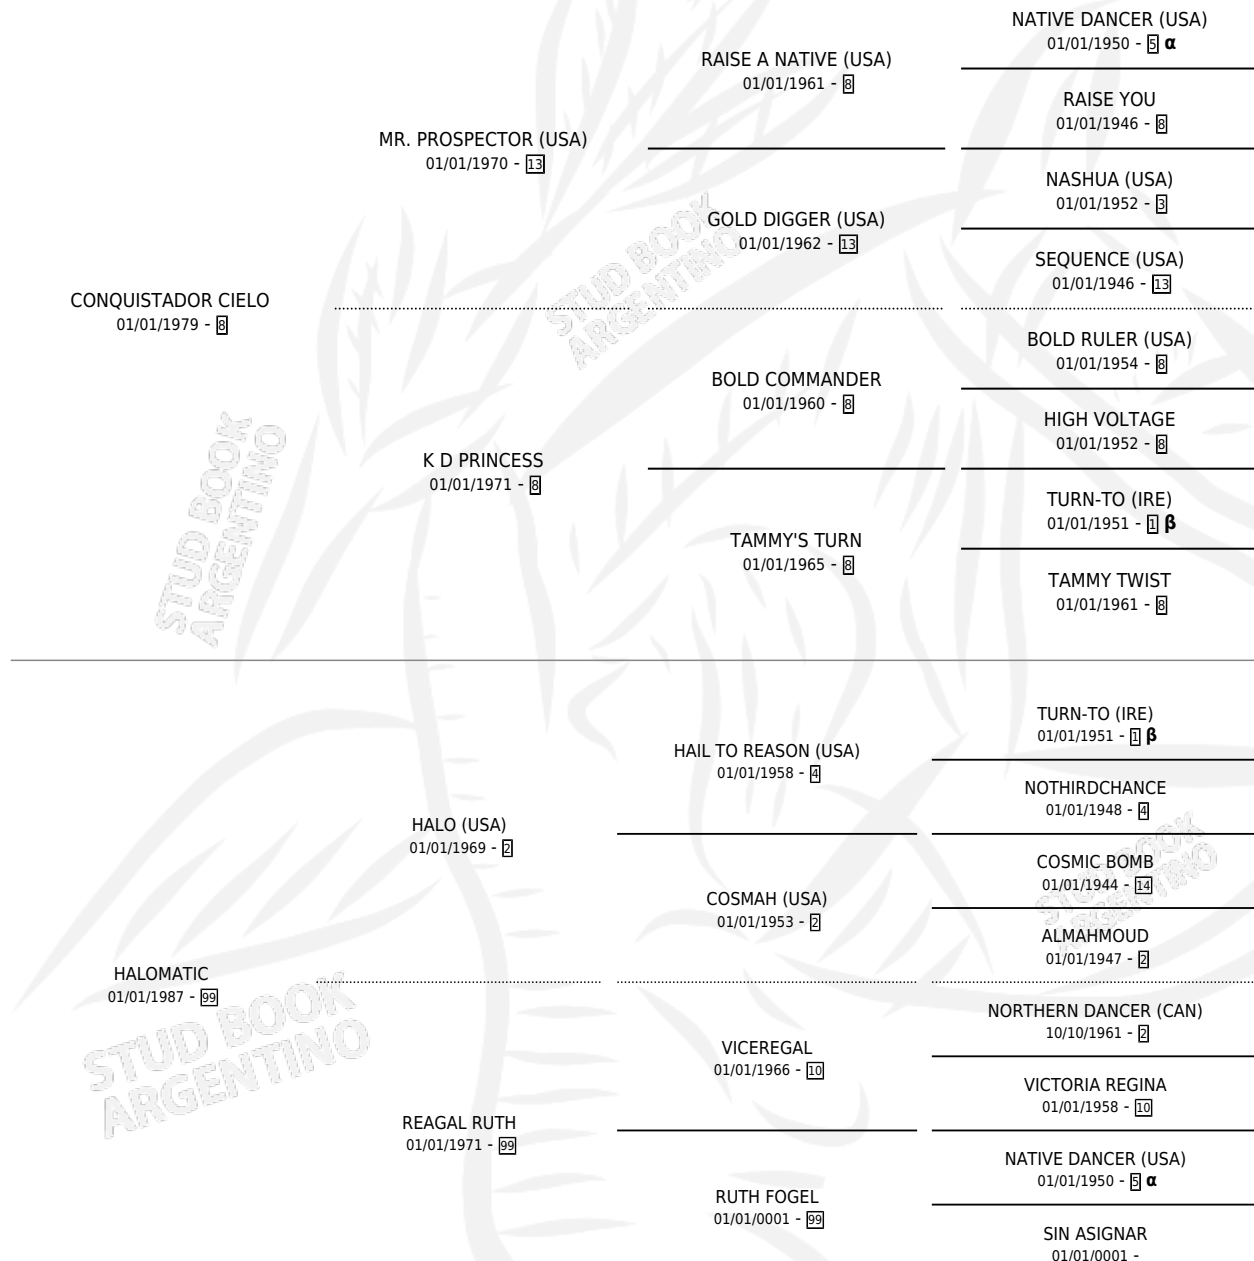 NATIVE DANCER (USA)
01/01/1950 - 5 α
RAISE A NATIVE (USA)
01/01/1961 - 8
RAISE YOU
01/01/1946 - 8
MR. PROSPECTOR (USA)
01/01/1970 - 13
NASHUA (USA)
01/01/1952 - 3
GOLD DIGGER (USA)
01/01/1962 - 13
SEQUENCE (USA)
01/01/1946 - 13
CONQUISTADOR CIELO
01/01/1979 - 8
BOLD RULER (USA)
01/01/1954 - 8
BOLD COMMANDER
01/01/1960 - 8
HIGH VOLTAGE
01/01/1952 - 8
K D PRINCESS
01/01/1971 - 8
TURN-TO (IRE)
01/01/1951 - 1 β
TAMMY'S TURN
01/01/1965 - 8
TAMMY TWIST
01/01/1961 - 8
TURN-TO (IRE)
01/01/1951 - 1 β
HAIL TO REASON (USA)
01/01/1958 - 4
NOTHIRDCHANCE
01/01/1948 - 4
HALO (USA)
01/01/1969 - 2
COSMIC BOMB
01/01/1944 - 14
COSMAH (USA)
01/01/1953 - 2
ALMAHMOUD
01/01/1947 - 2
HALOMATIC
01/01/1987 - 99
NORTHERN DANCER (CAN)
10/10/1961 - 2
VICEREGAL
01/01/1966 - 10
VICTORIA REGINA
01/01/1958 - 10
REAGAL RUTH
01/01/1971 - 99
NATIVE DANCER (USA)
01/01/1950 - 5 α
RUTH FOGEL
01/01/0001 - 99
SIN ASIGNAR
01/01/0001 -
STUD BOOK
ARGENTINO
STUD BOOK
ARGENTINO
STUD BOOK
ARGENTINO
STUD BOOK
ARGENTINO